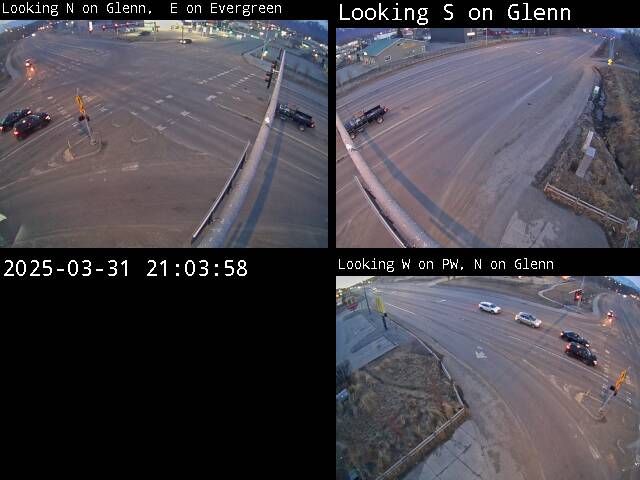 Looking N on Glenn, E on Evergreen
Looking S on Glenn
2025-03-31 21:03:58
Looking W on PW, N on Glenn